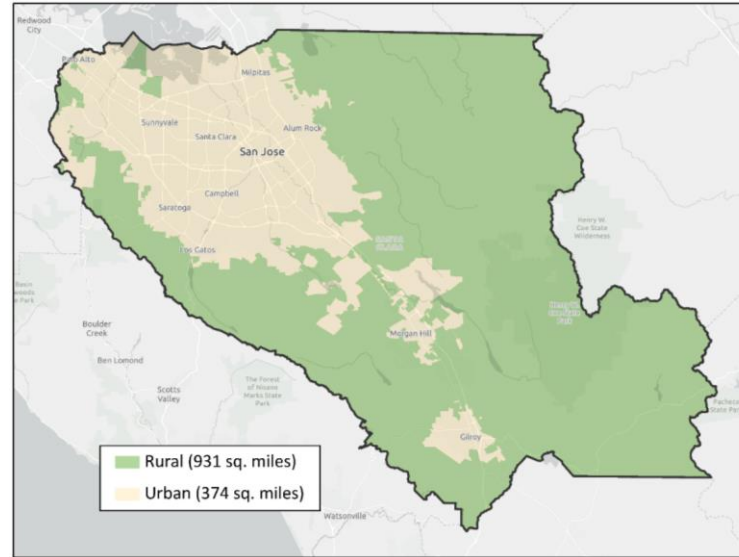 Redwood
City
Palo Alto
Milpitas
Sunnyvale
Santa Clara
Alum Rock
San Jose
Campbell
Saratoga
Los Gatos
Henry W.
Coe State
Wilderness
Morgan Hill
Boulder
Creek
Ben Lomond
Scotts
Valley
The Forest
of Nisene
Marks State
Park
Gilroy
Watsonville
State Par
Rural (931 sq. miles)
Urban (374 sq. miles)